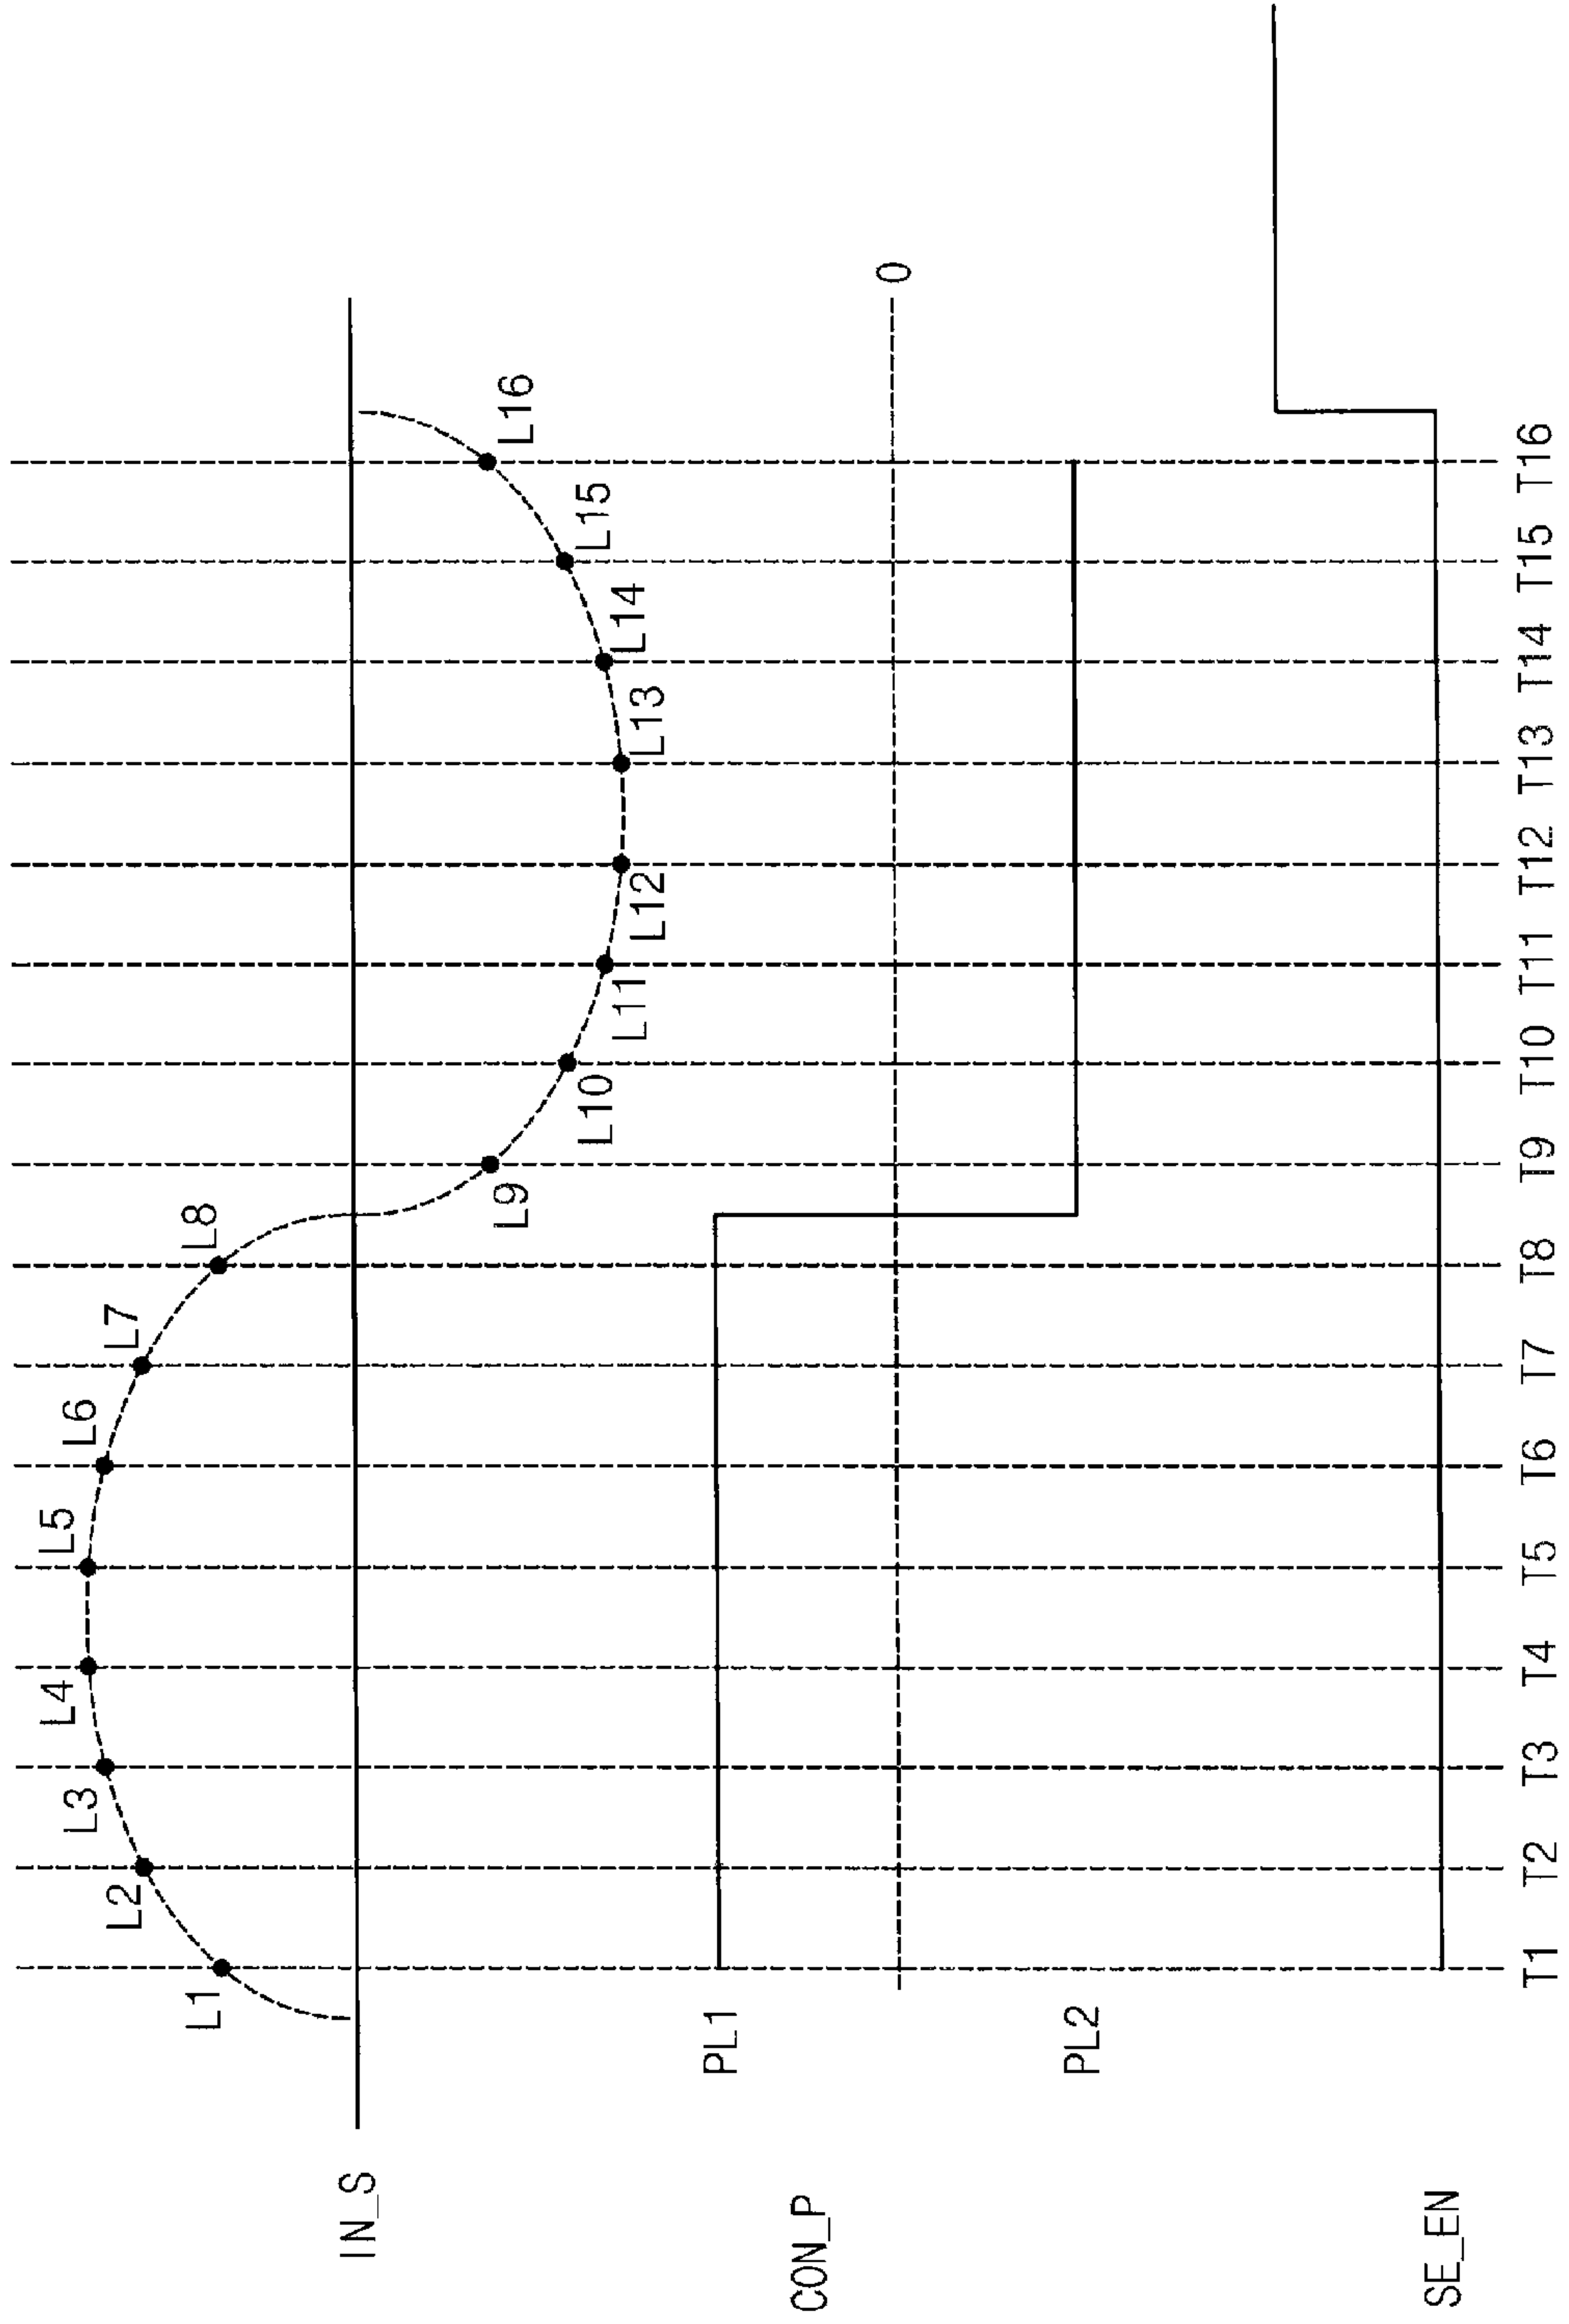 L1
L2
L3
L4
L5
L6
L7
L8
L9
L10
L11
L12
L13
L14
L15
L16
IN_S
PL1
CON_P
0
PL2
SE_EN
T1 T2 T3 T4 T5 T6 T7 T8 T9 T10 T11 T12 T13 T14 T15 T16